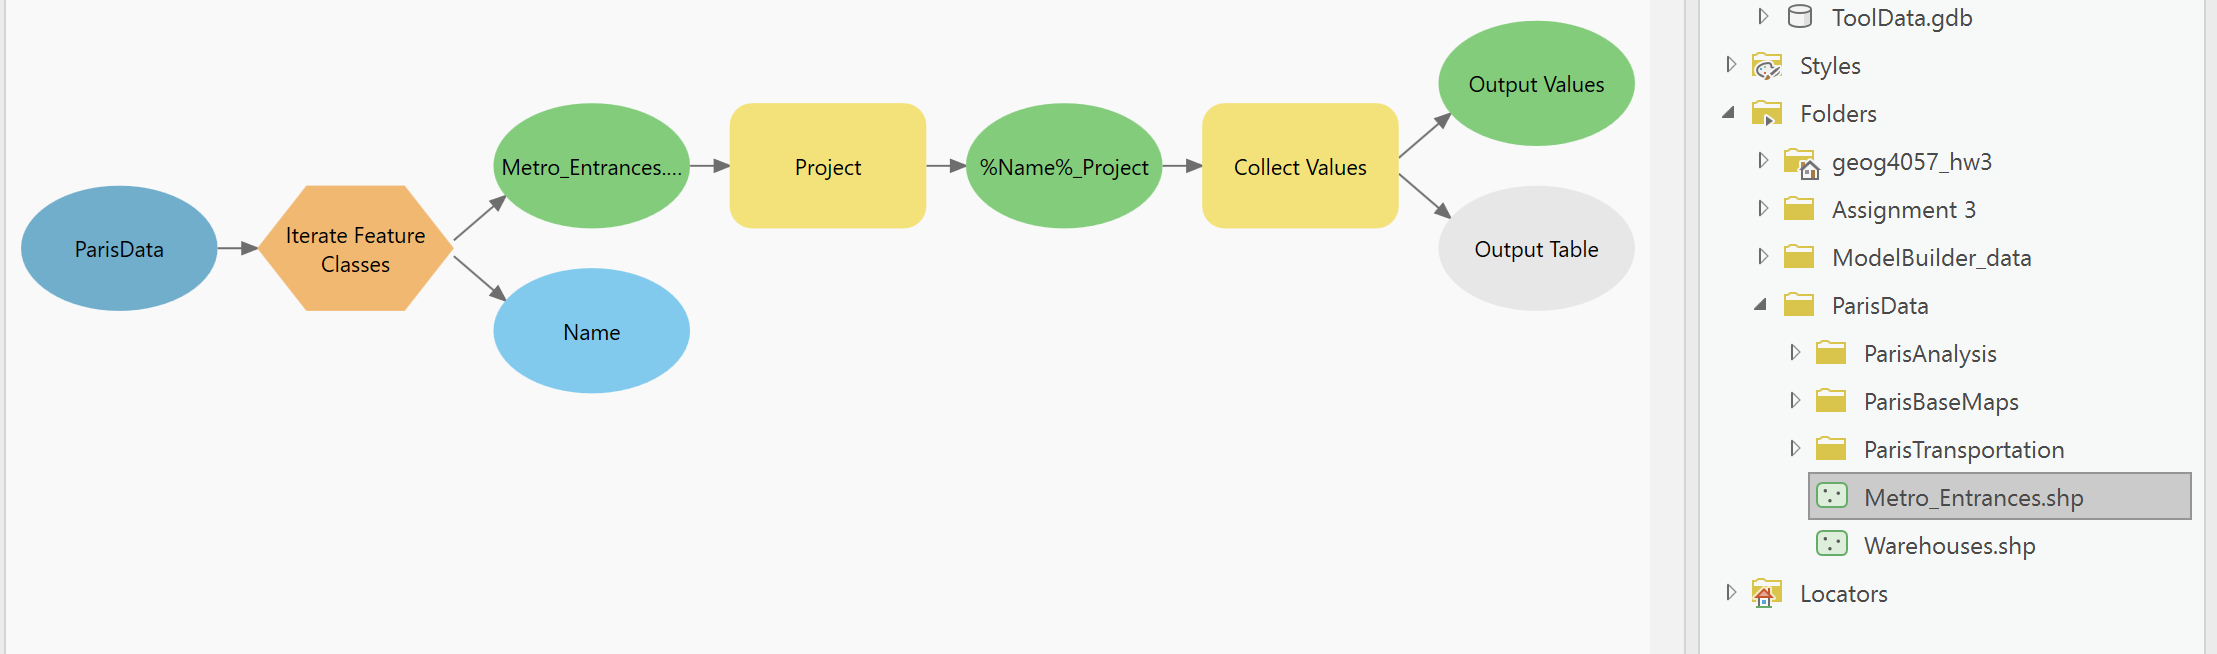 ParisData
Iterate Feature
Classes
Metro_Entrances....
Name
Project
%Name%_Project
Collect Values
Output Values
Output Table
ToolData.gdb
Styles
Folders
geog4057_hw3
Assignment 3
ModelBuilder_data
ParisData
ParisAnalysis
ParisBaseMaps
ParisTransportation
Metro_Entrances.shp
Warehouses.shp
Locators